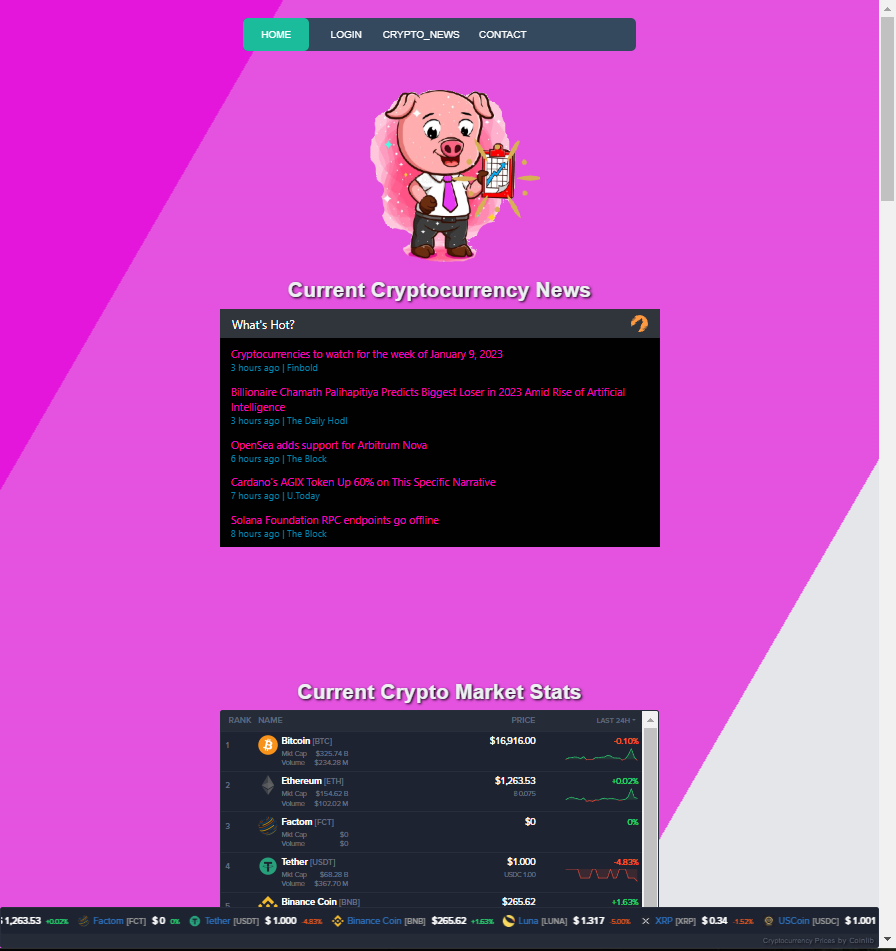 HOME LOGIN CRYPTO_NEWS CONTACT
Current Cryptocurrency News
What's Hot?
Cryptocurrencies to watch for the week of January 9, 2023
3 hours ago | Finbold
Billionaire Chamath Palihapitiya Predicts Biggest Loser in 2023 Amid Rise of Artificial
Intelligence
3 hours ago | The Daily Hodl
OpenSea adds support for Arbitrum Nova
6 hours ago | The Block
Cardano's AGIX Token Up 60% on This Specific Narrative
7 hours ago | U.Today
Solana Foundation RPC endpoints go offline
8 hours ago | The Block
Current Crypto Market Stats
RANK NAME PRICE LAST 24H
1 Bitcoin [BTC] $16,916.00 -0.10%
Mkt Cap $325.74 B
Volume $234.28 M
2 Ethereum [ETH] $1,263.53 +0.02%
Mkt Cap $154.62 B 0.075
Volume $102.02 M
3 Factom [FCT] $0 0%
Mkt Cap $0
Volume $0
4 Tether [USDT] $1.000 -4.83%
Mkt Cap $68.28 B USDC 1.00
Volume $367.70 M
5 Binance Coin [BNB] $265.62 +1.63%
1,263.53 +0.02% Factom [FCT] $0 0% Tether [USDT] $1.000 -4.83% Binance Coin [BNB] $265.62 +1.63% Luna [LUNA] $1.317 -5.00% XRP [XRP] $0.34 -1.52% USCoin [USDC] $1.001
Cryptocurrency Prices by Coinlib